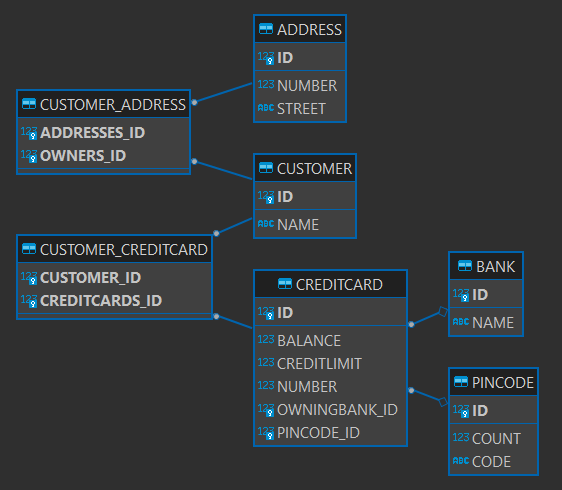 ADDRESS
123 ID
123 NUMBER
ABC STREET
CUSTOMER_ADDRESS
123 ADDRESSES_ID
123 OWNERS_ID
CUSTOMER
123 ID
ABC NAME
CUSTOMER_CREDITCARD
123 CUSTOMER_ID
123 CREDITCARDS_ID
CREDITCARD
123 ID
123 BALANCE
123 CREDITLIMIT
123 NUMBER
123 OWNINGBANK_ID
123 PINCODE_ID
BANK
123 ID
ABC NAME
PINCODE
123 ID
123 COUNT
ABC CODE